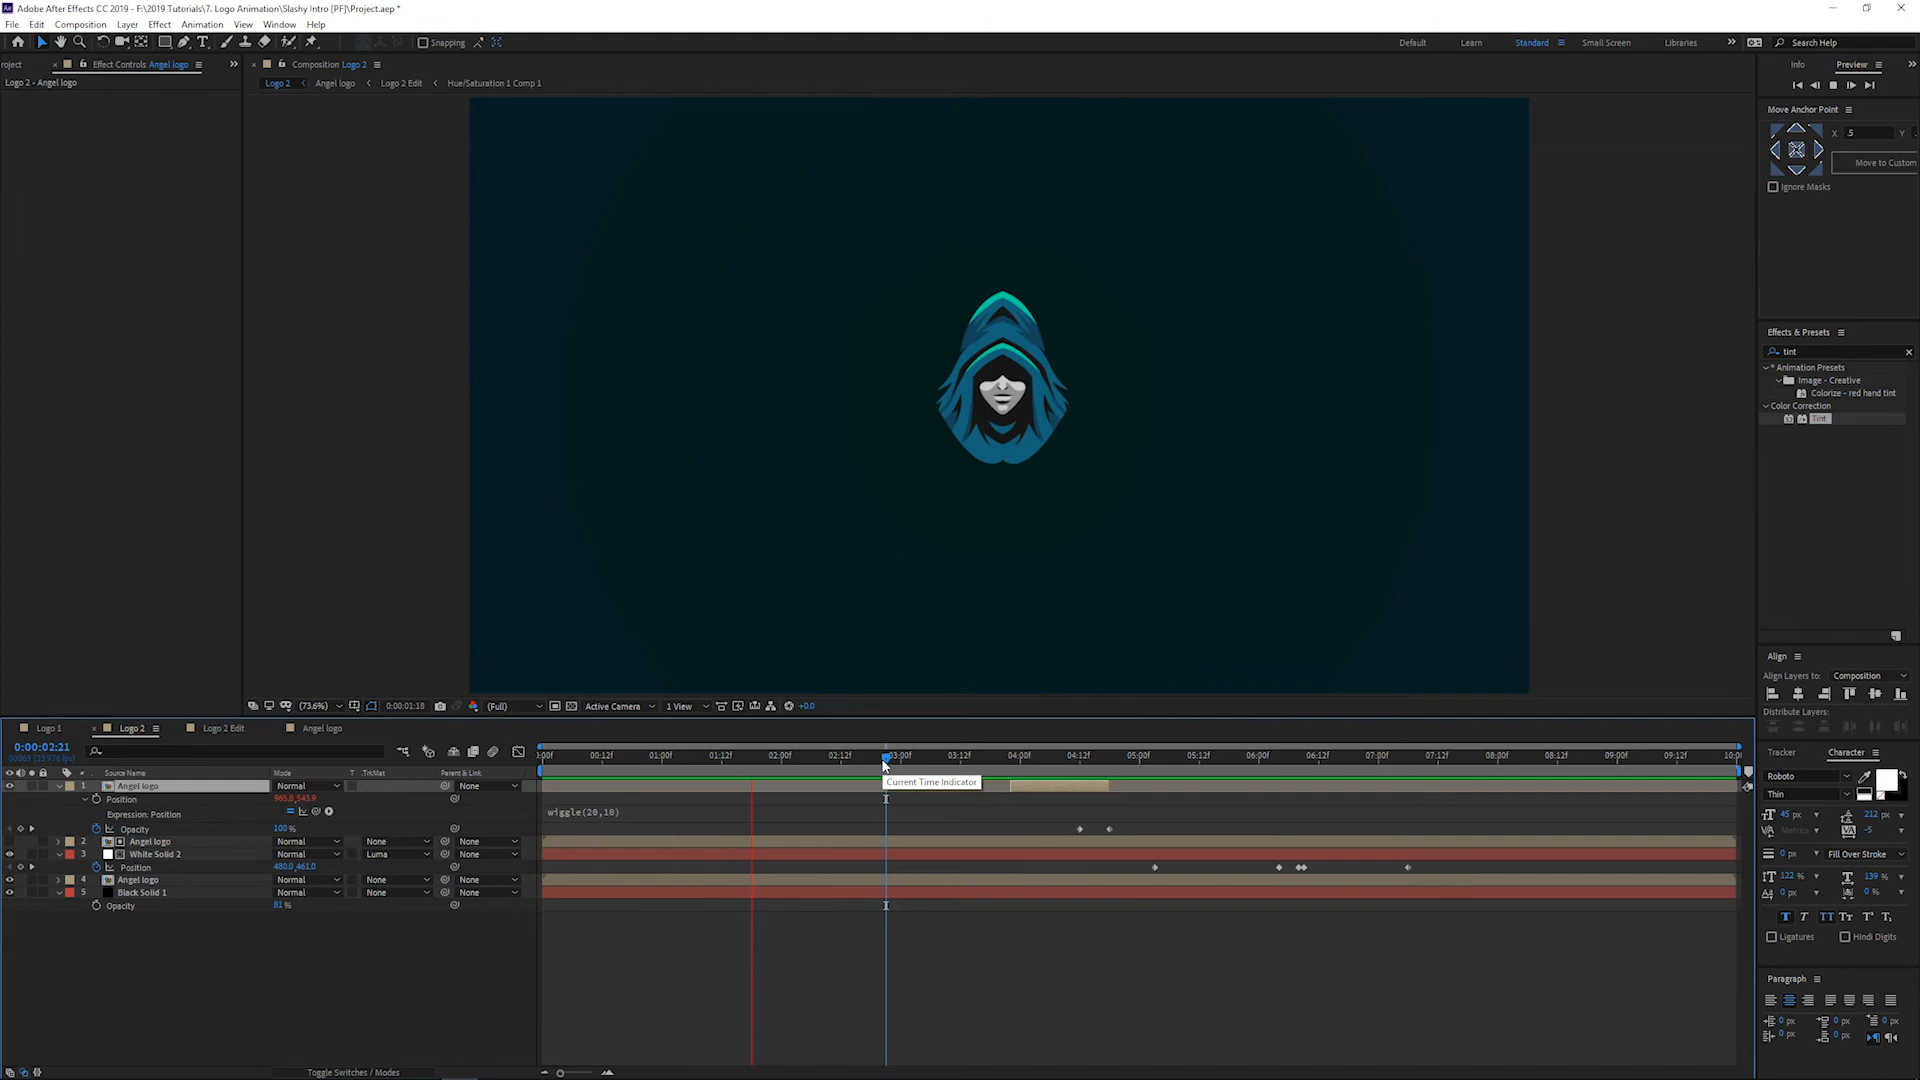 Adobe After Effects CC 2019 - F:\2019 Tutorials\7. Logo Animation\Slashy Intro [PF]\Project.aep *
File Edit Composition Layer Effect Animation View Window Help
Snapping Default Learn Standard Small Screen Libraries Search Help
roject Effect Controls Angel logo Composition Logo 2 Info Preview
Logo 2 - Angel logo Logo 2 Angel logo Logo 2 Edit Hue/Saturation 1 Comp 1
Move Anchor Point
X .5 Y
Move to Custom
Ignore Masks
Effects & Presets
tint
* Animation Presets
Image - Creative
Colorize - red hand tint
Color Correction
Tint
Align
Align Layers to: Composition
Distribute Layers:
(73.6%) 0:00:01:18 (Full) Active Camera 1 View +0.0
Logo 1 Logo 2 Logo 2 Edit Angel logo
0:00:02:21
00069 (23.976 fps)
:00f 00:12f 01:00f 01:12f 02:00f 02:12f 03:00f 03:12f 04:00f 04:12f 05:00f 05:12f 06:00f 06:12f 07:00f 07:12f 08:00f 08:12f 09:00f 09:12f 10:0
# Source Name Mode T TrkMat Parent & Link
Current Time Indicator
1 Angel logo Normal None
Position 965.8,543.9
Expression: Position wiggle(20,10)
Opacity 100 %
2 Angel logo Normal None None
3 White Solid 2 Normal Luma None
Position 480.0,461.0
4 Angel logo Normal None None
5 Black Solid 1 Normal None None
Opacity 81 %
Toggle Switches / Modes
Tracker Character
Roboto
Thin
45 px 212 px
Metrics -5
0 px Fill Over Stroke
122 % 139 %
0 px 0 %
T T TT Tt T¹ T₁
Ligatures Hindi Digits
Paragraph
0 px 0 px 0 px
0 px 0 px